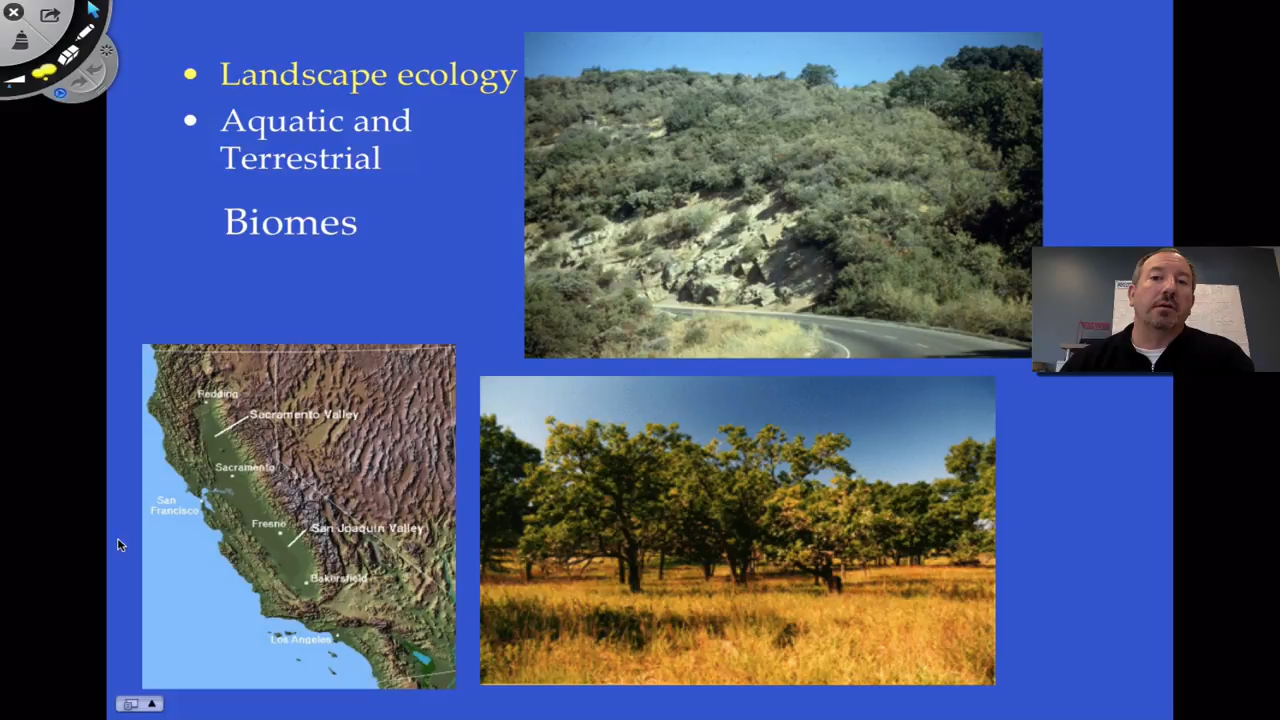 Landscape ecology
Aquatic and
Terrestrial
Biomes
Redding
Sacramento Valley
Sacramento
San
Francisco
Fresno
San Joaquin Valley
Bakersfield
Los Angeles